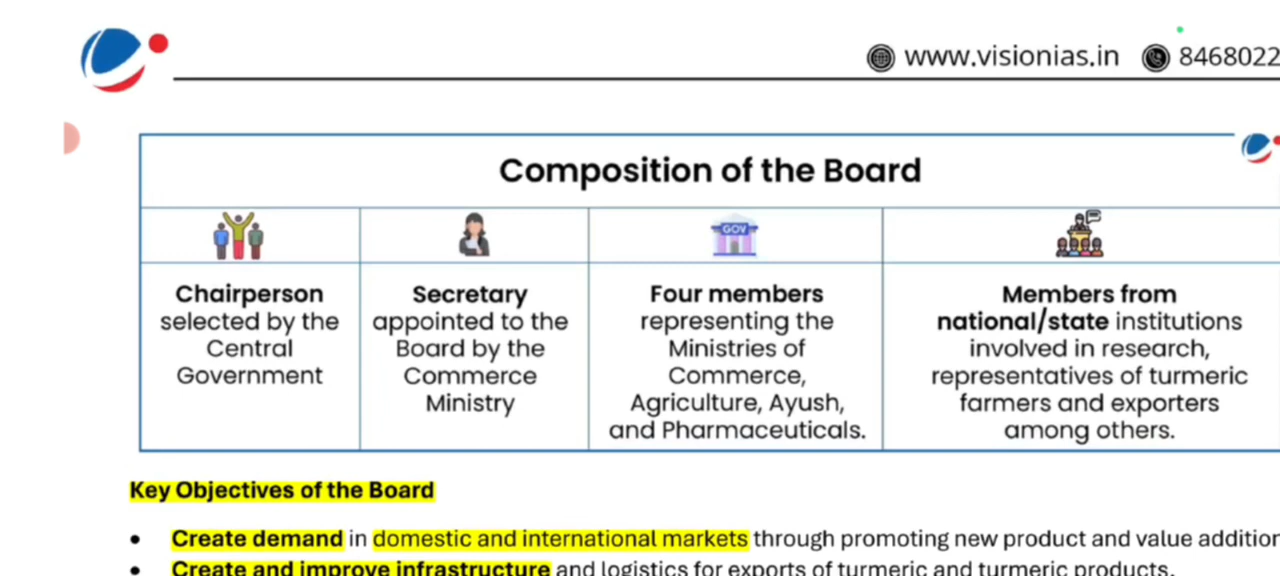 www.visionias.in 8468022
Composition of the Board
GOV
Chairperson
selected by the
Central
Government
Secretary
appointed to the
Board by the
Commerce
Ministry
Four members
representing the
Ministries of
Commerce,
Agriculture, Ayush,
and Pharmaceuticals.
Members from
national/state institutions
involved in research,
representatives of turmeric
farmers and exporters
among others.
Key Objectives of the Board
• Create demand in domestic and international markets through promoting new product and value addition
• Create and improve infrastructure and logistics for exports of turmeric and turmeric products.